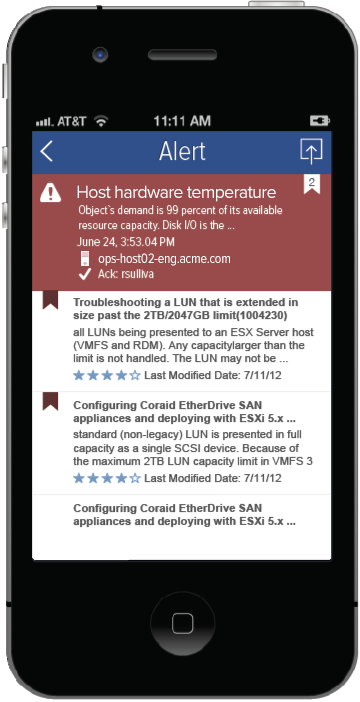 AT&T 11:11 AM
Alert
2
Host hardware temperature
Object's demand is 99 percent of its available
resource capacity. Disk I/O is the ...
June 24, 3:53.04 PM
ops-host02-eng.acme.com
Ack: rsulliva
Troubleshooting a LUN that is extended in
size past the 2TB/2047GB limit(1004230)
all LUNs being presented to an ESX Server host
(VMFS and RDM). Any capacitylarger than the
limit is not handled. The LUN may not be ...
Last Modified Date: 7/11/12
Configuring Coraid EtherDrive SAN
appliances and deploying with ESXi 5.x ...
standard (non-legacy) LUN is presented in full
capacity as a single SCSI device. Because of
the maximum 2TB LUN capacity limit in VMFS 3
Last Modified Date: 7/11/12
Configuring Coraid EtherDrive SAN
appliances and deploying with ESXi 5.x ...